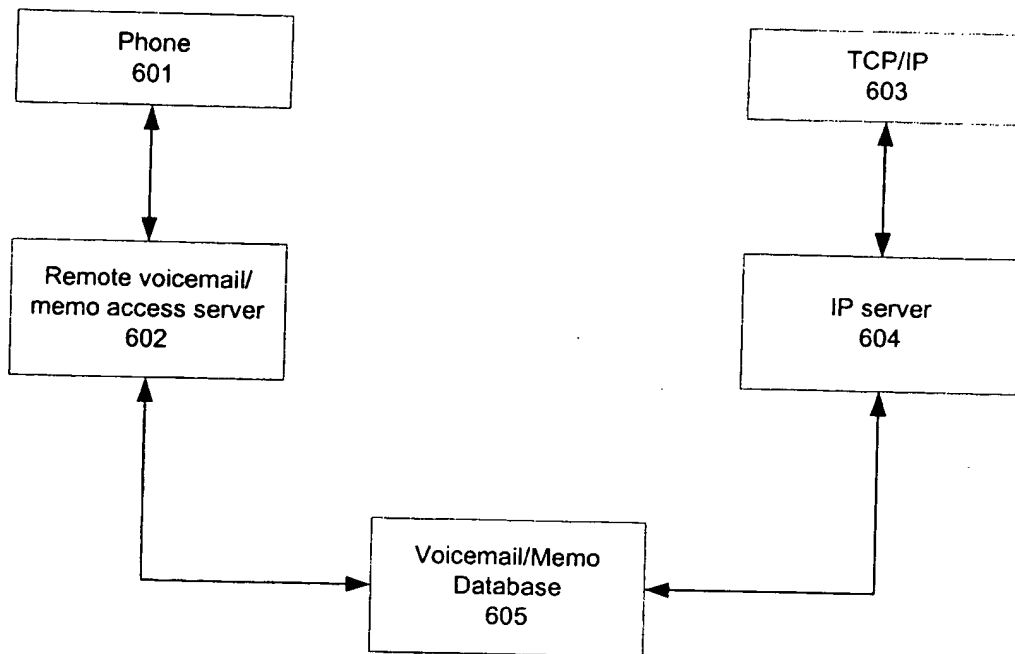 Phone
601
TCP/IP
603
Remote voicemail/
memo access server
602
IP server
604
Voicemail/Memo
Database
605